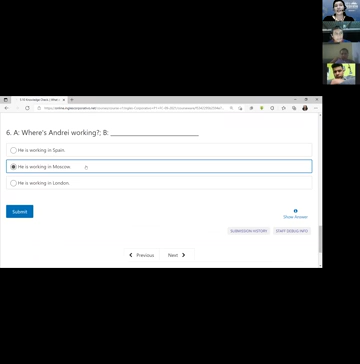 6. A: Where's Andrei working?; B: ____________________
He is working in Spain.
He is working in Moscow.
He is working in London.
Submit
Show Answer
SUBMISSION HISTORY
STAFF DEBUG INFO
Previous
Next